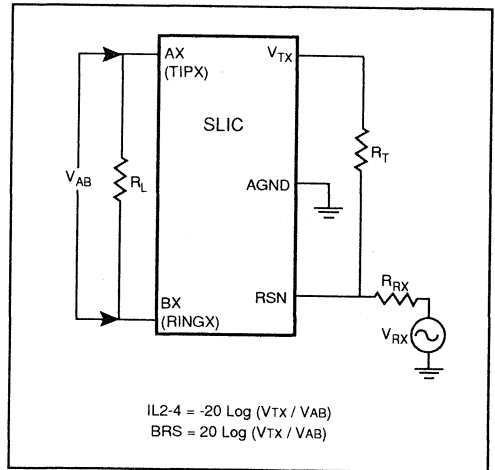 AX
(TIPX)
VTX
SLIC
RT
VAB
RL
AGND
RRX
BX
(RINGX)
RSN
VRX
IL2-4 = -20 Log (VTX / VAB)
BRS = 20 Log (VTX / VAB)